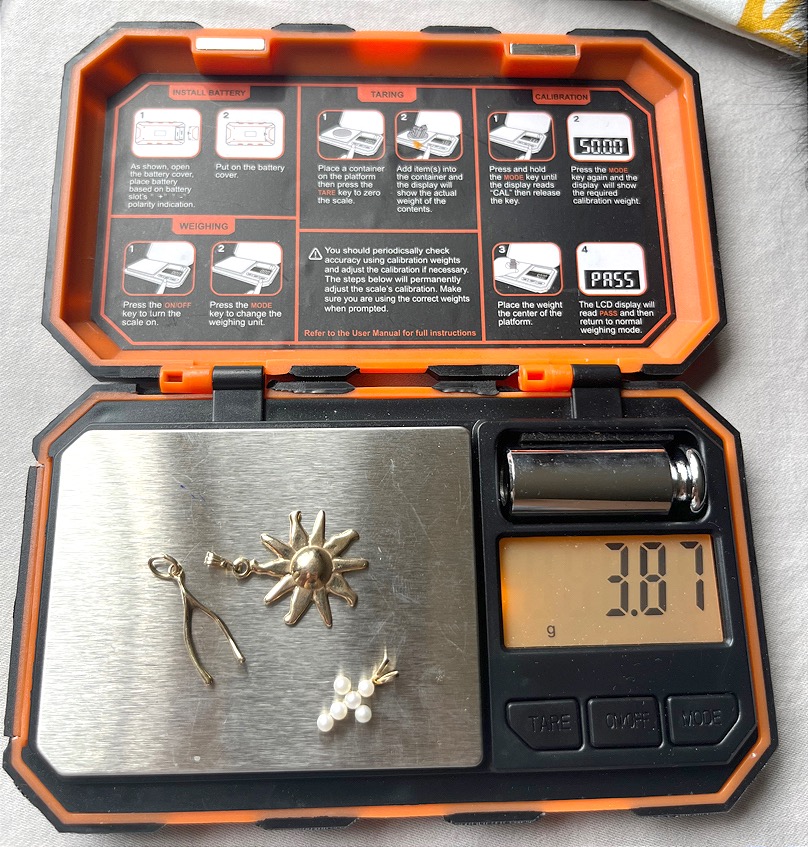 INSTALL BATTERY
1
2
As shown, open
the battery cover,
place battery
based on battery
slot's " + " " - "
polarity indication.
Put on the battery
cover.
TARING
1
2
Place a container
on the platform
then press the
TARE key to zero
the scale.
Add item(s) into
the container and
the display will
show the actual
weight of the
contents.
CALIBRATION
1
2
50.00
Press and hold
the MODE key until
the display reads
"CAL" then release
the key.
Press the MODE
key again and the
display will show
the required
calibration weight.
WEIGHING
1
2
Press the ON/OFF
key to turn the
scale on.
Press the MODE
key to change the
weighing unit.
You should periodicsally check
accuracy using calibration weights
and adjust the calibration if necessary.
The steps below will permanently
adjust the scale's calibration. Make
sure you are using the correct weights
when prompted.
Refer to the User Manual for full instructions
3
4
PASS
Place the weight
the center of the
platform.
The LCD display will
read PASS and then
return to normal
weighing mode.
3.87
g
TARE
ON/OFF
MODE